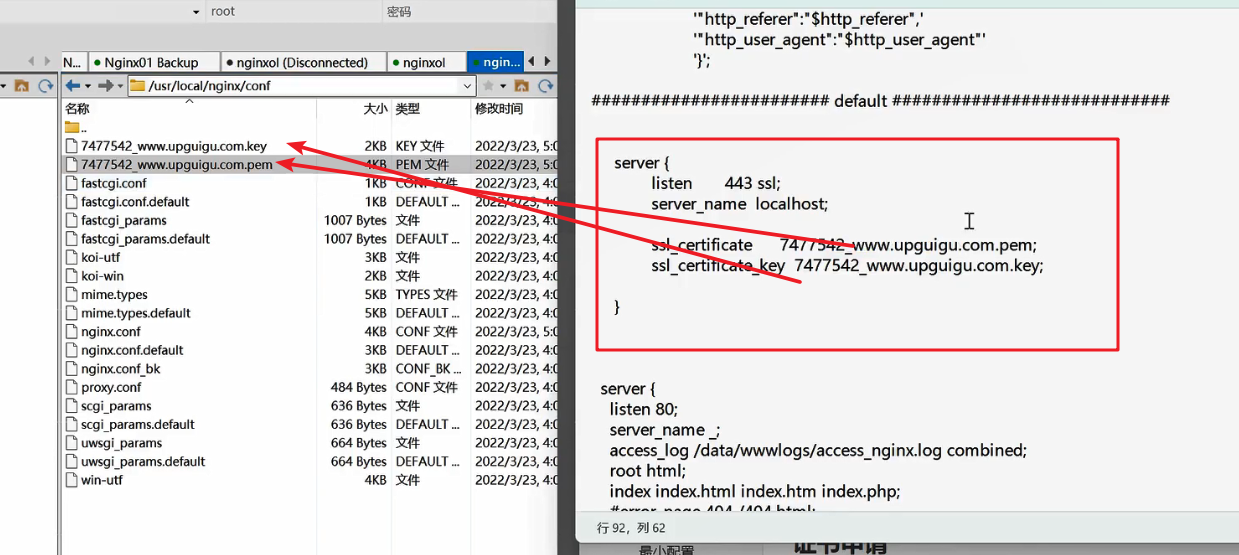 root
密码
N...
Nginx01 Backup
nginxol (Disconnected)
nginxol
ngin...
/usr/local/nginx/conf
名称 大小 类型 修改时间
..
7477542_www.upguigu.com.key 2KB KEY 文件 2022/3/23, 5:0
7477542_www.upguigu.com.pem 4KB PEM 文件 2022/3/23, 5:0
fastcgi.conf 1KB CONF 文件 2022/3/23, 4:0
fastcgi.conf.default 1KB DEFAULT ... 2022/3/23, 4:0
fastcgi_params 1007 Bytes 文件 2022/3/23, 4:0
fastcgi_params.default 1007 Bytes DEFAULT ... 2022/3/23, 4:0
koi-utf 3KB 文件 2022/3/23, 4:0
koi-win 2KB 文件 2022/3/23, 4:0
mime.types 5KB TYPES 文件 2022/3/23, 4:0
mime.types.default 5KB DEFAULT ... 2022/3/23, 4:0
nginx.conf 4KB CONF 文件 2022/3/23, 5:0
nginx.conf.default 3KB DEFAULT ... 2022/3/23, 4:0
nginx.conf_bk 3KB CONF_BK ... 2022/3/23, 4:0
proxy.conf 484 Bytes CONF 文件 2022/3/23, 4:0
scgi_params 636 Bytes 文件 2022/3/23, 4:0
scgi_params.default 636 Bytes DEFAULT ... 2022/3/23, 4:0
uwsgi_params 664 Bytes 文件 2022/3/23, 4:0
uwsgi_params.default 664 Bytes DEFAULT ... 2022/3/23, 4:0
win-utf 4KB 文件 2022/3/23, 4:0
'"http_referer":"$http_referer",'
'"http_user_agent":"$http_user_agent"'
'}';
######################## default ############################
server {
listen 443 ssl;
server_name localhost;
ssl_certificate 7477542_www.upguigu.com.pem;
ssl_certificate_key 7477542_www.upguigu.com.key;
}
server {
listen 80;
server_name _;
access_log /data/wwwlogs/access_nginx.log combined;
root html;
index index.html index.htm index.php;
#error_page 404 /404.html;
行 92，列 62
最小配置
证书申请